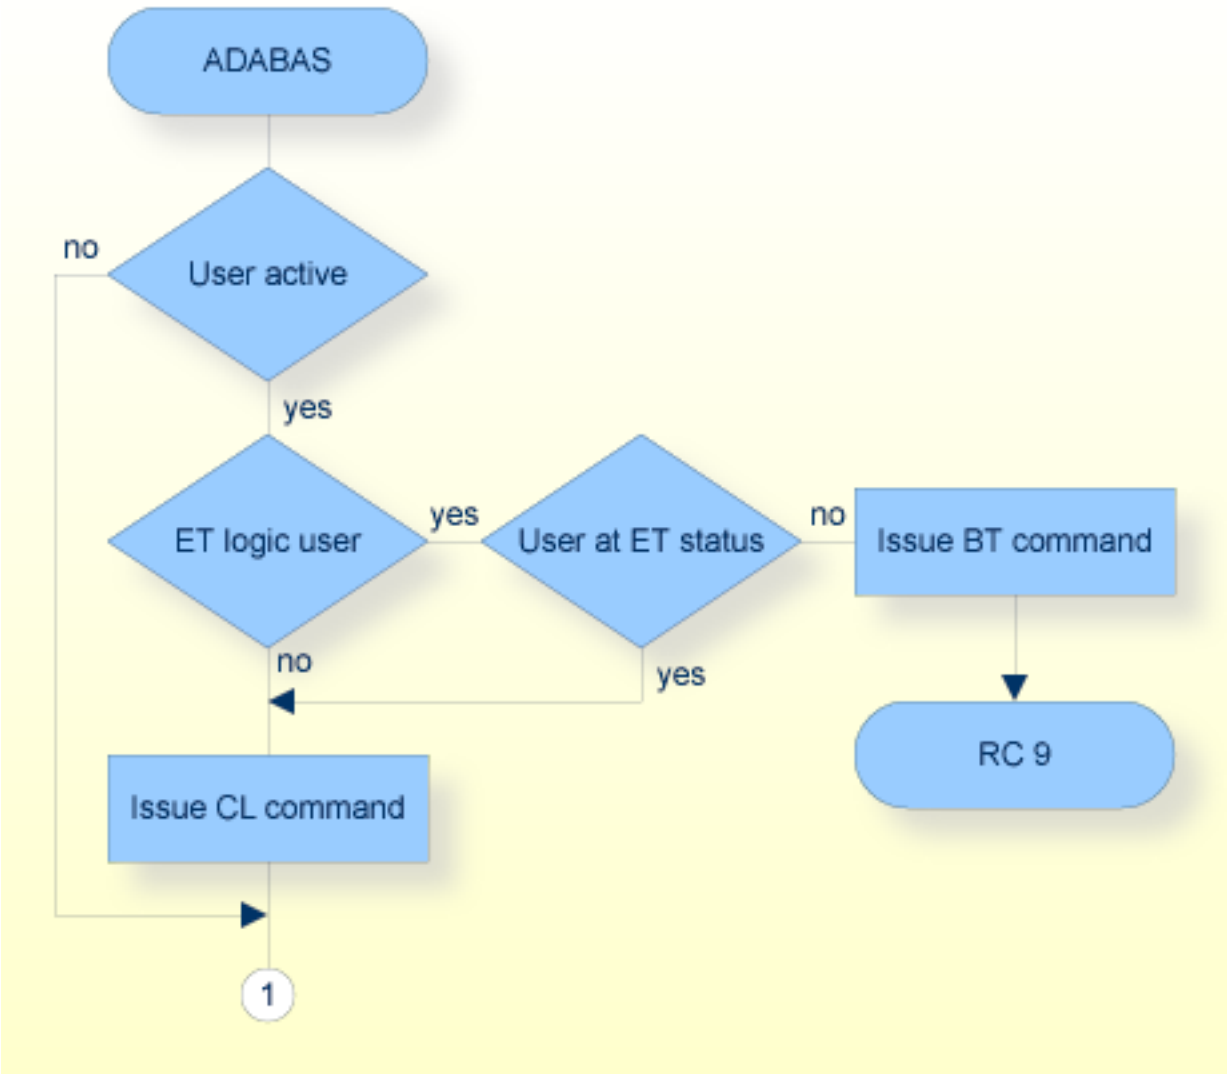 ADABAS
no
User active
yes
ET logic user
yes
User at ET status
no
Issue BT command
no
yes
RC 9
Issue CL command
1